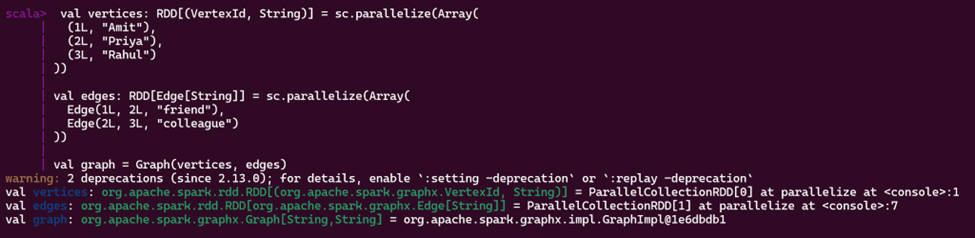 scala>  val vertices: RDD[(VertexId, String)] = sc.parallelize(Array(
     |   (1L, "Amit"),
     |   (2L, "Priya"),
     |   (3L, "Rahul")
     | ))
     |
     | val edges: RDD[Edge[String]] = sc.parallelize(Array(
     |   Edge(1L, 2L, "friend"),
     |   Edge(2L, 3L, "colleague")
     | ))
     |
     | val graph = Graph(vertices, edges)
warning: 2 deprecations (since 2.13.0); for details, enable `:setting -deprecation` or `:replay -deprecation`
val vertices: org.apache.spark.rdd.RDD[(org.apache.spark.graphx.VertexId, String)] = ParallelCollectionRDD[0] at parallelize at <console>:1
val edges: org.apache.spark.rdd.RDD[org.apache.spark.graphx.Edge[String]] = ParallelCollectionRDD[1] at parallelize at <console>:7
val graph: org.apache.spark.graphx.Graph[String,String] = org.apache.spark.graphx.impl.GraphImpl@1e6dbdb1